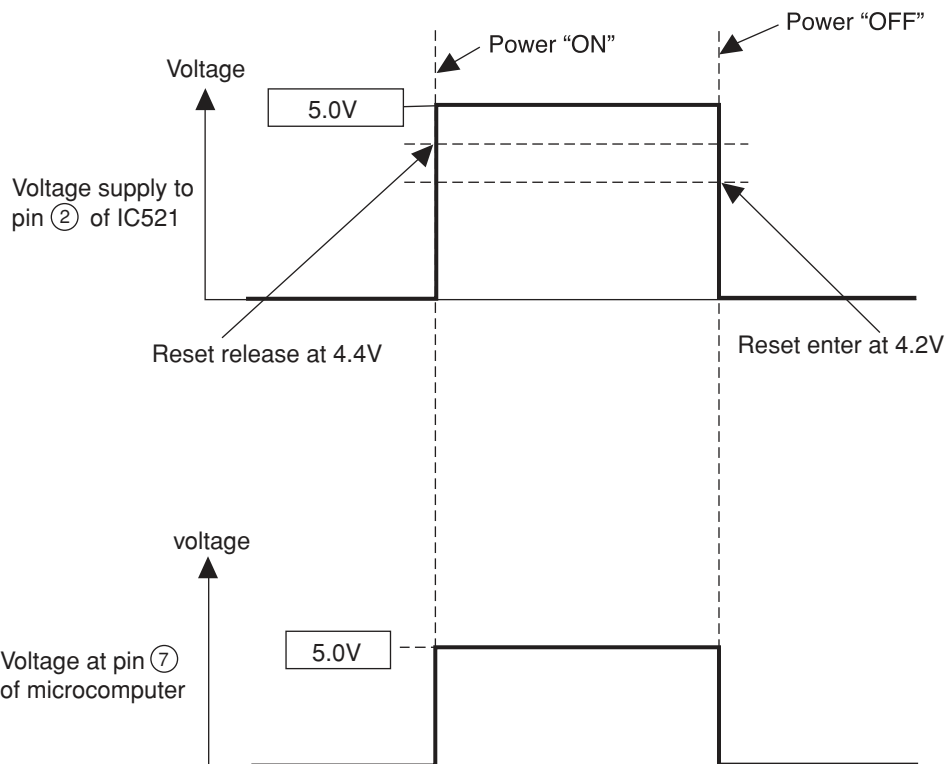 Power “ON”
Power “OFF”
Voltage
5.0V
Voltage supply to
pin ② of IC521
Reset release at 4.4V
Reset enter at 4.2V
voltage
5.0V
Voltage at pin ⑦
of microcomputer